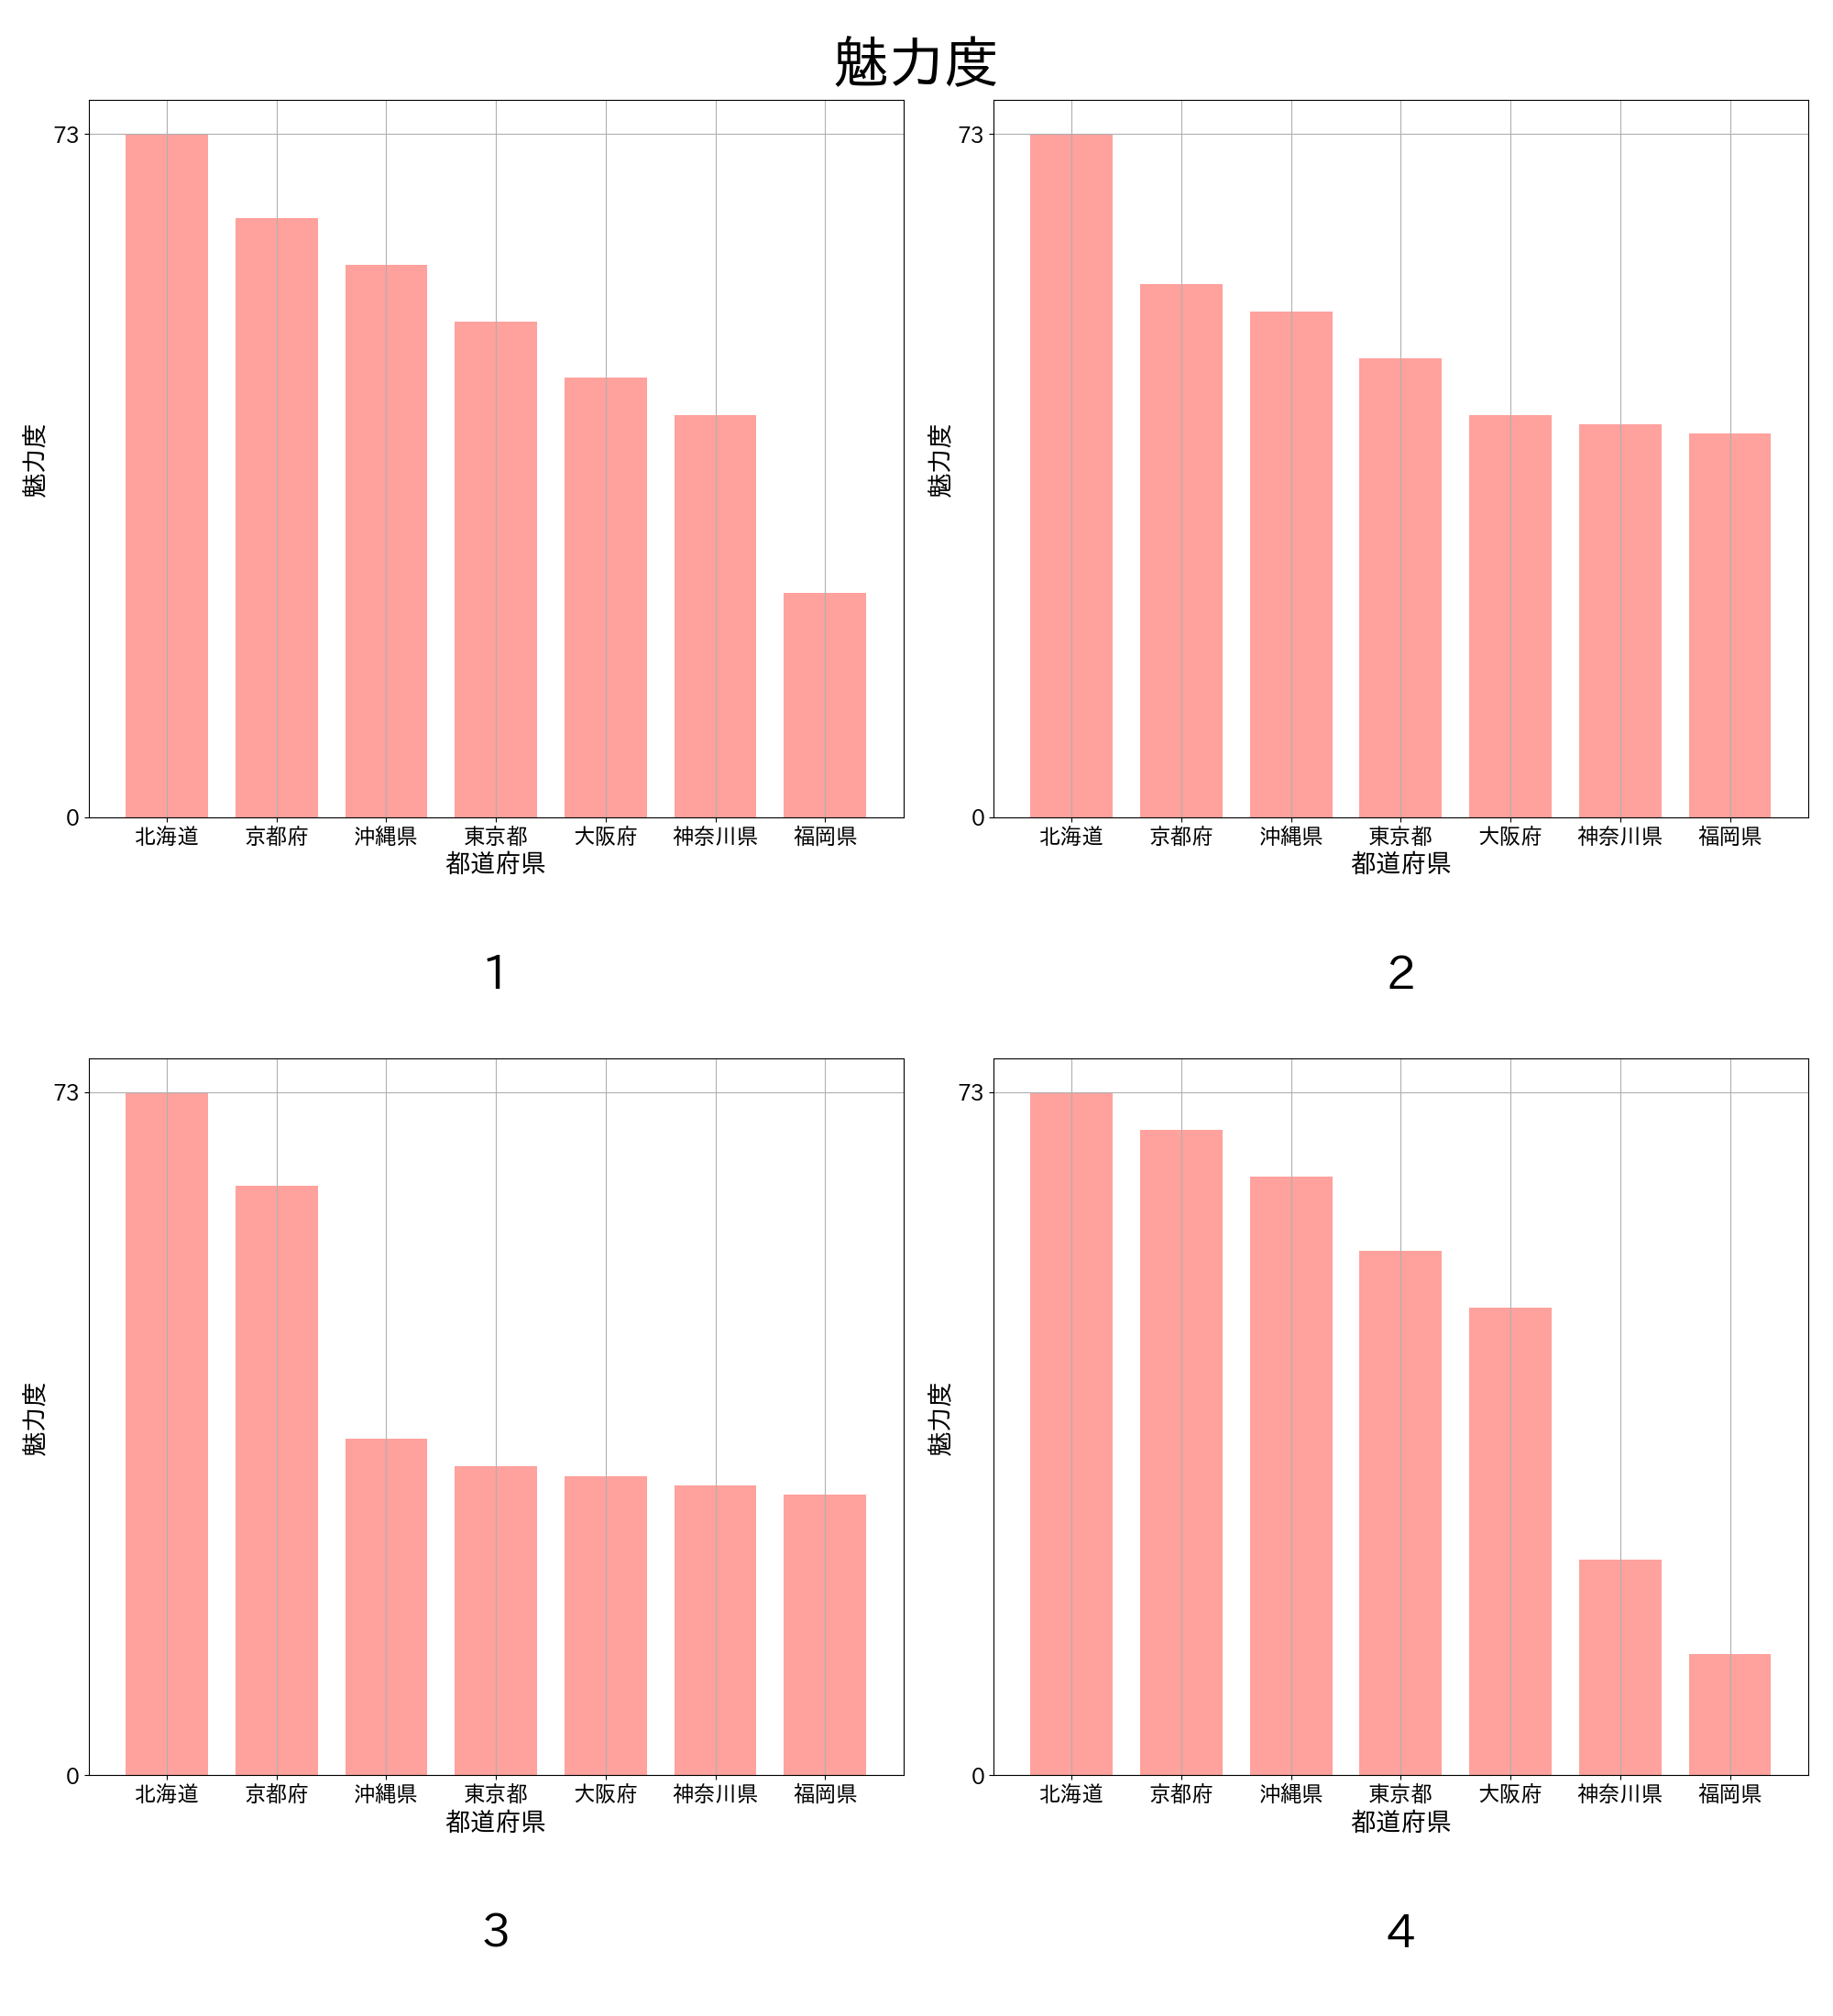 魅力度
73
0
魅力度
北海道 京都府 沖縄県 東京都 大阪府 神奈川県 福岡県
都道府県
1
73
0
魅力度
北海道 京都府 沖縄県 東京都 大阪府 神奈川県 福岡県
都道府県
2
73
0
魅力度
北海道 京都府 沖縄県 東京都 大阪府 神奈川県 福岡県
都道府県
3
73
0
魅力度
北海道 京都府 沖縄県 東京都 大阪府 神奈川県 福岡県
都道府県
4